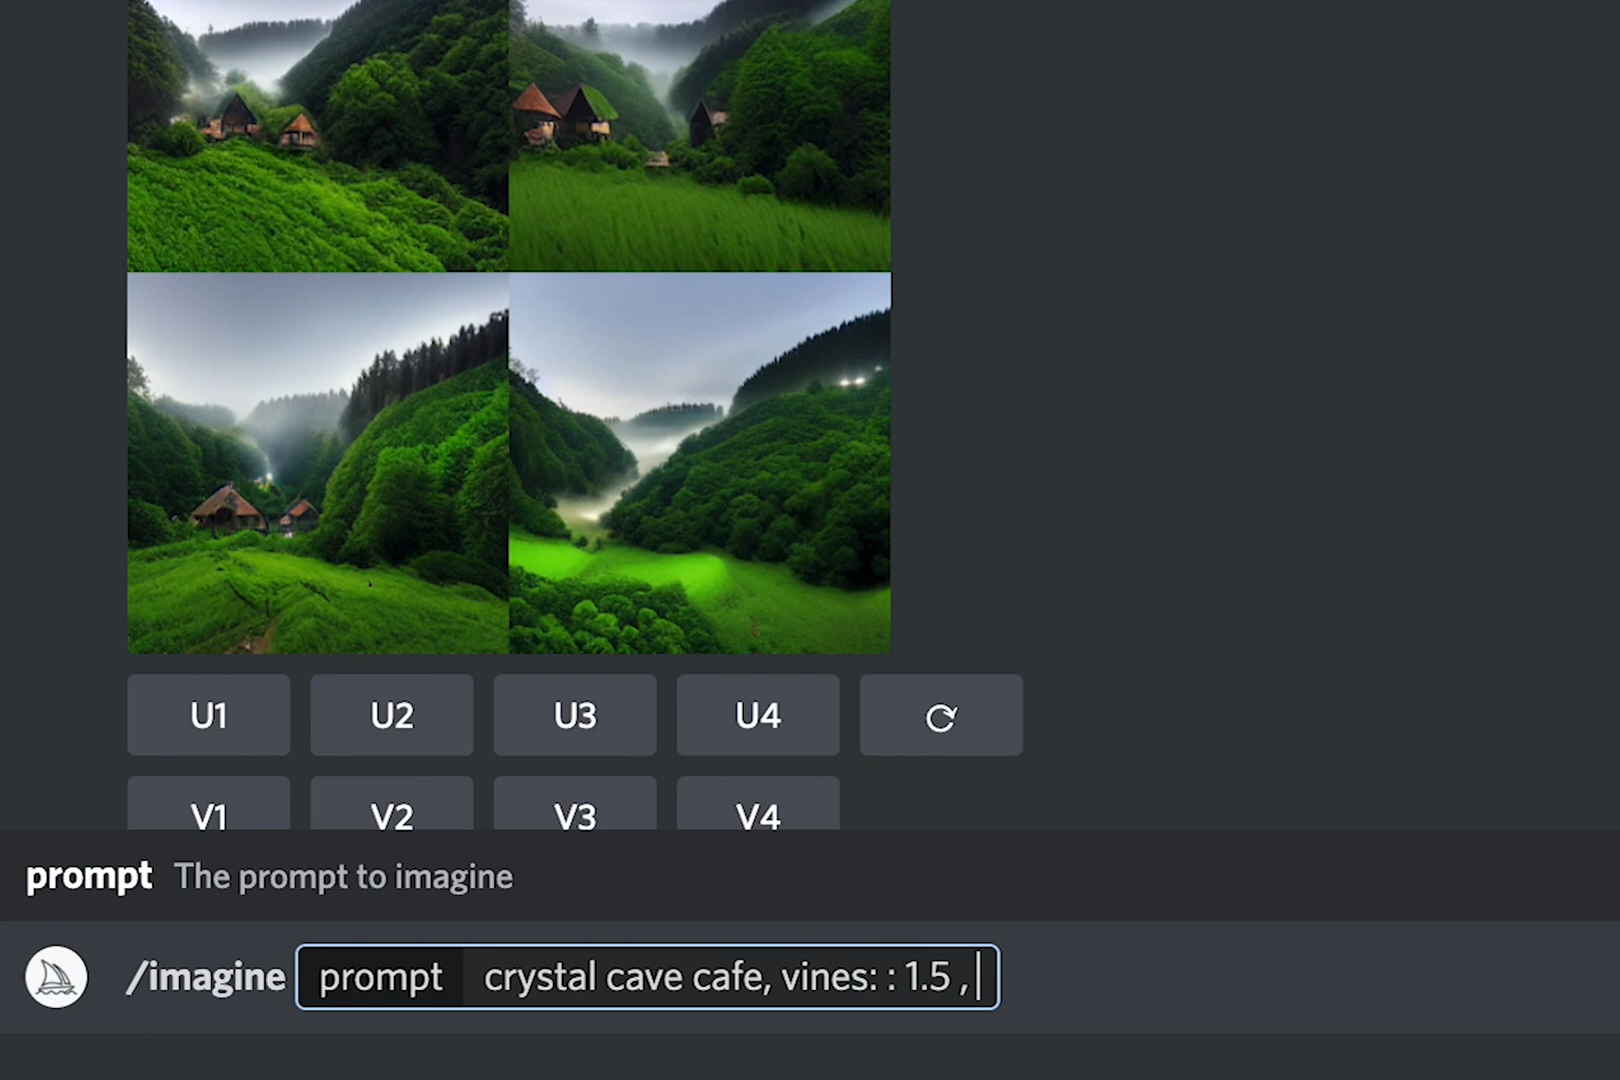 U1 U2 U3 U4
V1 V2 V3 V4
prompt The prompt to imagine
/imagine prompt crystal cave cafe, vines: : 1.5 ,